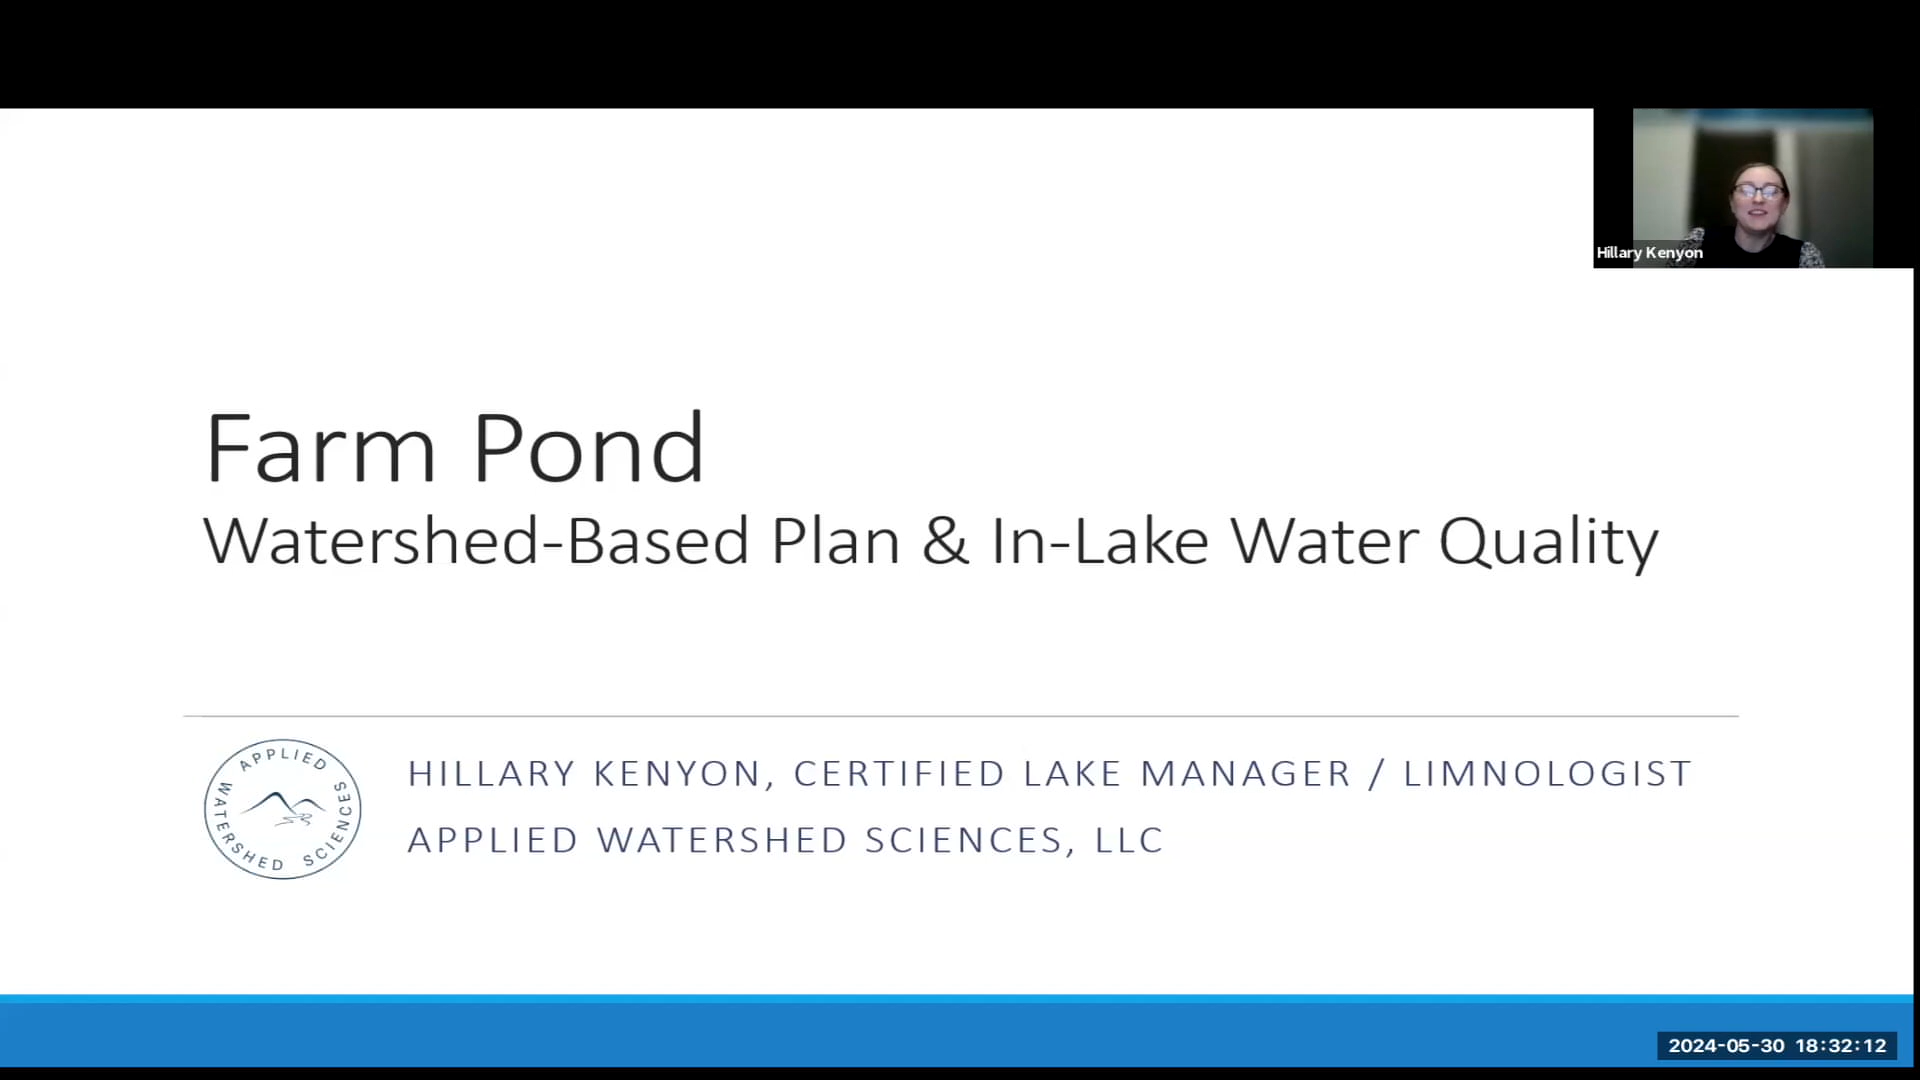 Hillary Kenyon
Farm Pond
Watershed-Based Plan & In-Lake Water Quality
APPLIED WATERSHED SCIENCES
HILLARY KENYON, CERTIFIED LAKE MANAGER / LIMNOLOGIST
APPLIED WATERSHED SCIENCES, LLC
2024-05-30 18:32:12